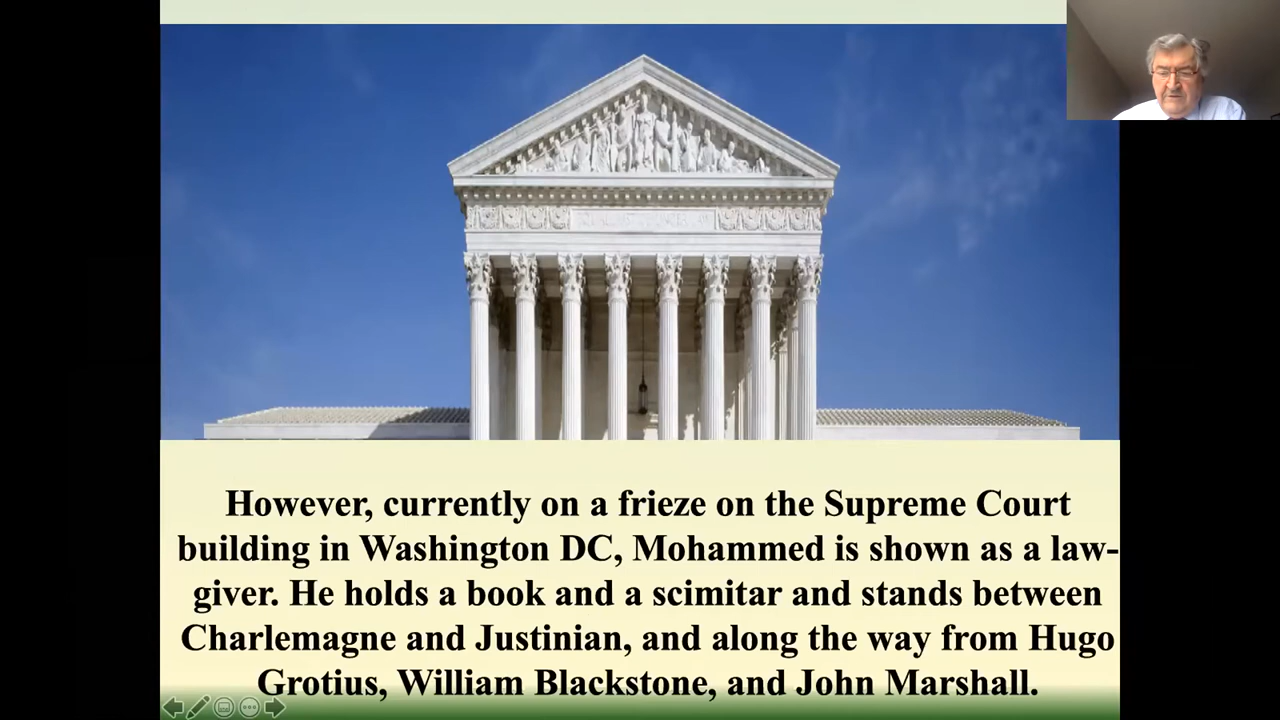 However, currently on a frieze on the Supreme Court
building in Washington DC, Mohammed is shown as a law-
giver. He holds a book and a scimitar and stands between
Charlemagne and Justinian, and along the way from Hugo
Grotius, William Blackstone, and John Marshall.